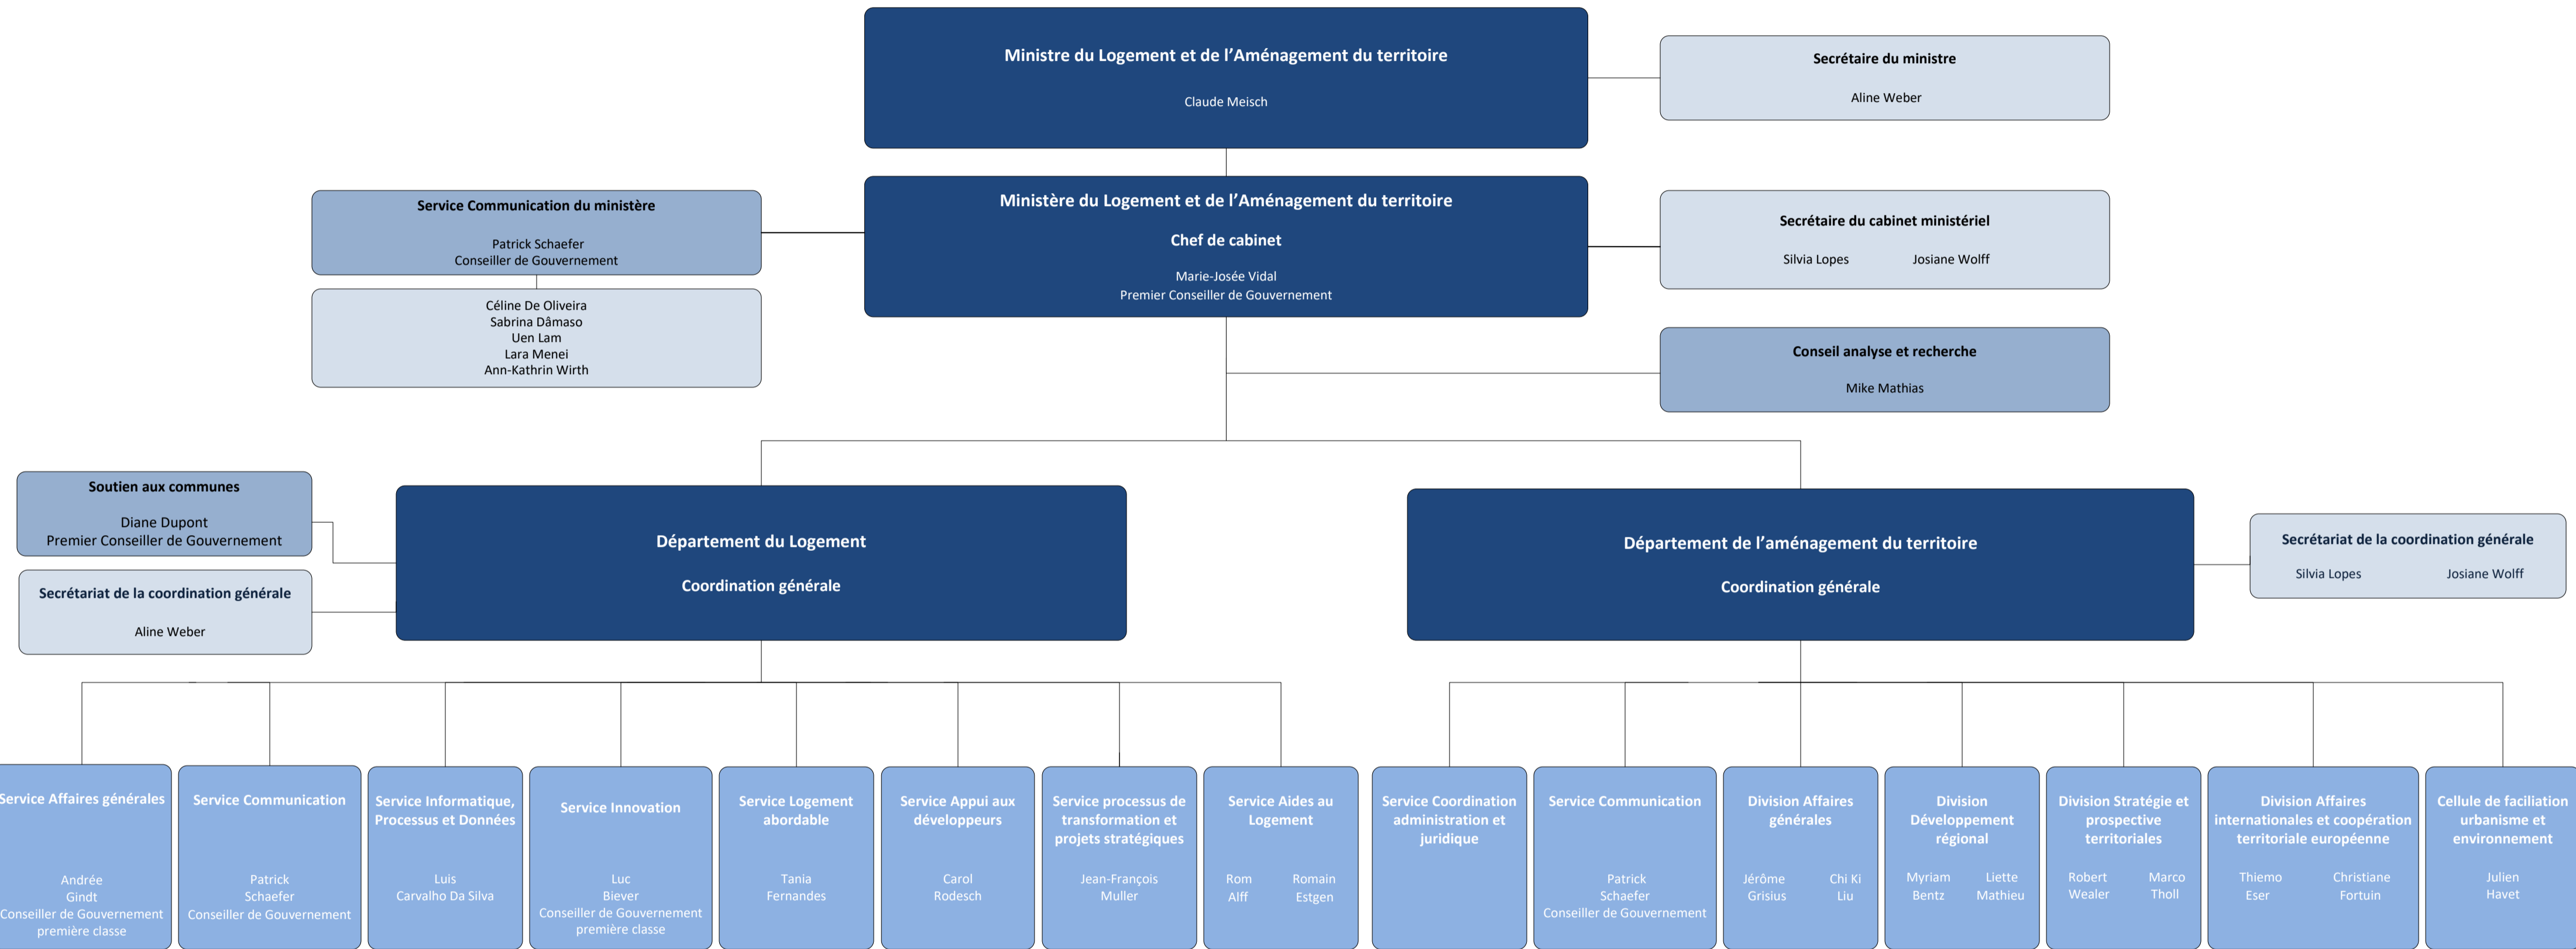 Ministre du Logement et de l’Aménagement du territoire
Claude Meisch
Secrétaire du ministre
Aline Weber
Service Communication du ministère
Patrick Schaefer
Conseiller de Gouvernement
Céline De Oliveira
Sabrina Dâmaso
Uen Lam
Lara Menei
Ann-Kathrin Wirth
Ministère du Logement et de l’Aménagement du territoire
Chef de cabinet
Marie-Josée Vidal
Premier Conseiller de Gouvernement
Secrétaire du cabinet ministériel
Silvia Lopes Josiane Wolff
Conseil analyse et recherche
Mike Mathias
Soutien aux communes
Diane Dupont
Premier Conseiller de Gouvernement
Secrétariat de la coordination générale
Aline Weber
Département du Logement
Coordination générale
Département de l’aménagement du territoire
Coordination générale
Secrétariat de la coordination générale
Silvia Lopes Josiane Wolff
Service Affaires générales
Andrée
Gindt
Conseiller de Gouvernement
première classe
Service Communication
Patrick
Schaefer
Conseiller de Gouvernement
Service Informatique,
Processus et Données
Luis
Carvalho Da Silva
Service Innovation
Luc
Biever
Conseiller de Gouvernement
première classe
Service Logement
abordable
Tania
Fernandes
Service Appui aux
développeurs
Carol
Rodesch
Service processus de
transformation et
projets stratégiques
Jean-François
Muller
Service Aides au
Logement
Rom Romain
Alff Estgen
Service Coordination
administration et
juridique
Service Communication
Patrick
Schaefer
Conseiller de Gouvernement
Division Affaires
générales
Jérôme Chi Ki
Grisius Liu
Division
Développement
régional
Myriam Liette
Bentz Mathieu
Division Stratégie et
prospective
territoriales
Robert Marco
Wealer Tholl
Division Affaires
internationales et coopération
territoriale européenne
Thiemo Christiane
Eser Fortuin
Cellule de faciliation
urbanisme et
environnement
Julien
Havet